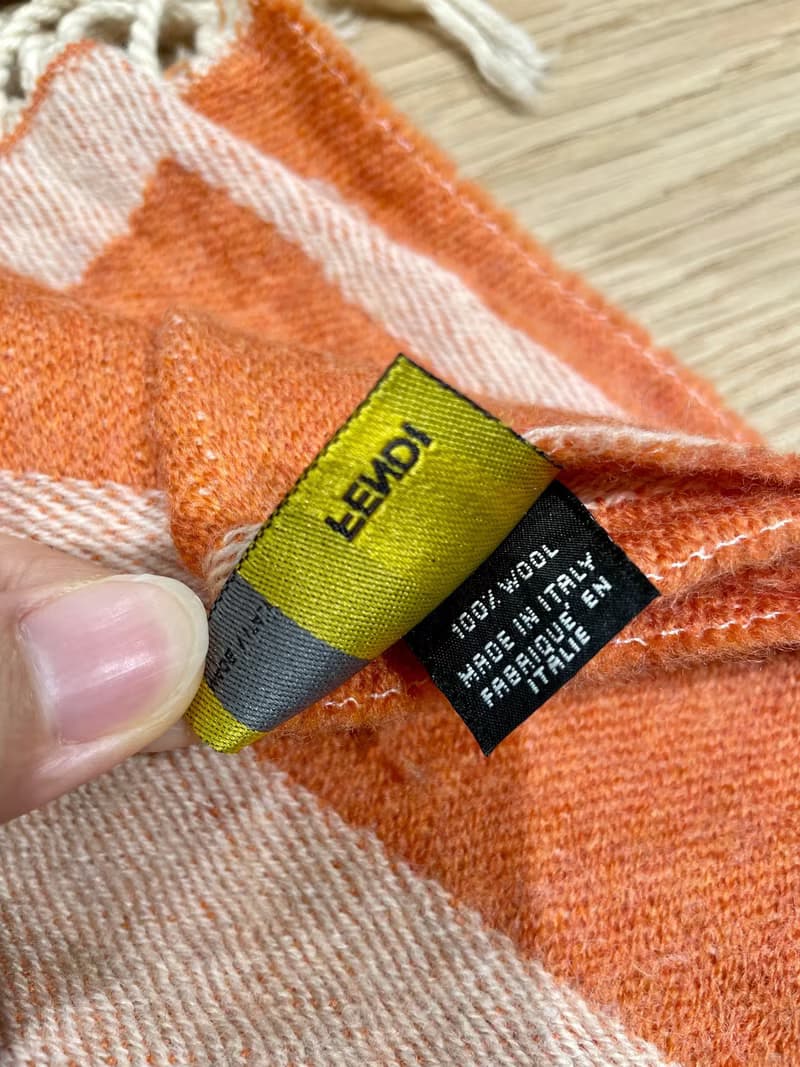 FENDI
100% WOOL
MADE IN ITALY
FABRIQUÉ EN
ITALIE